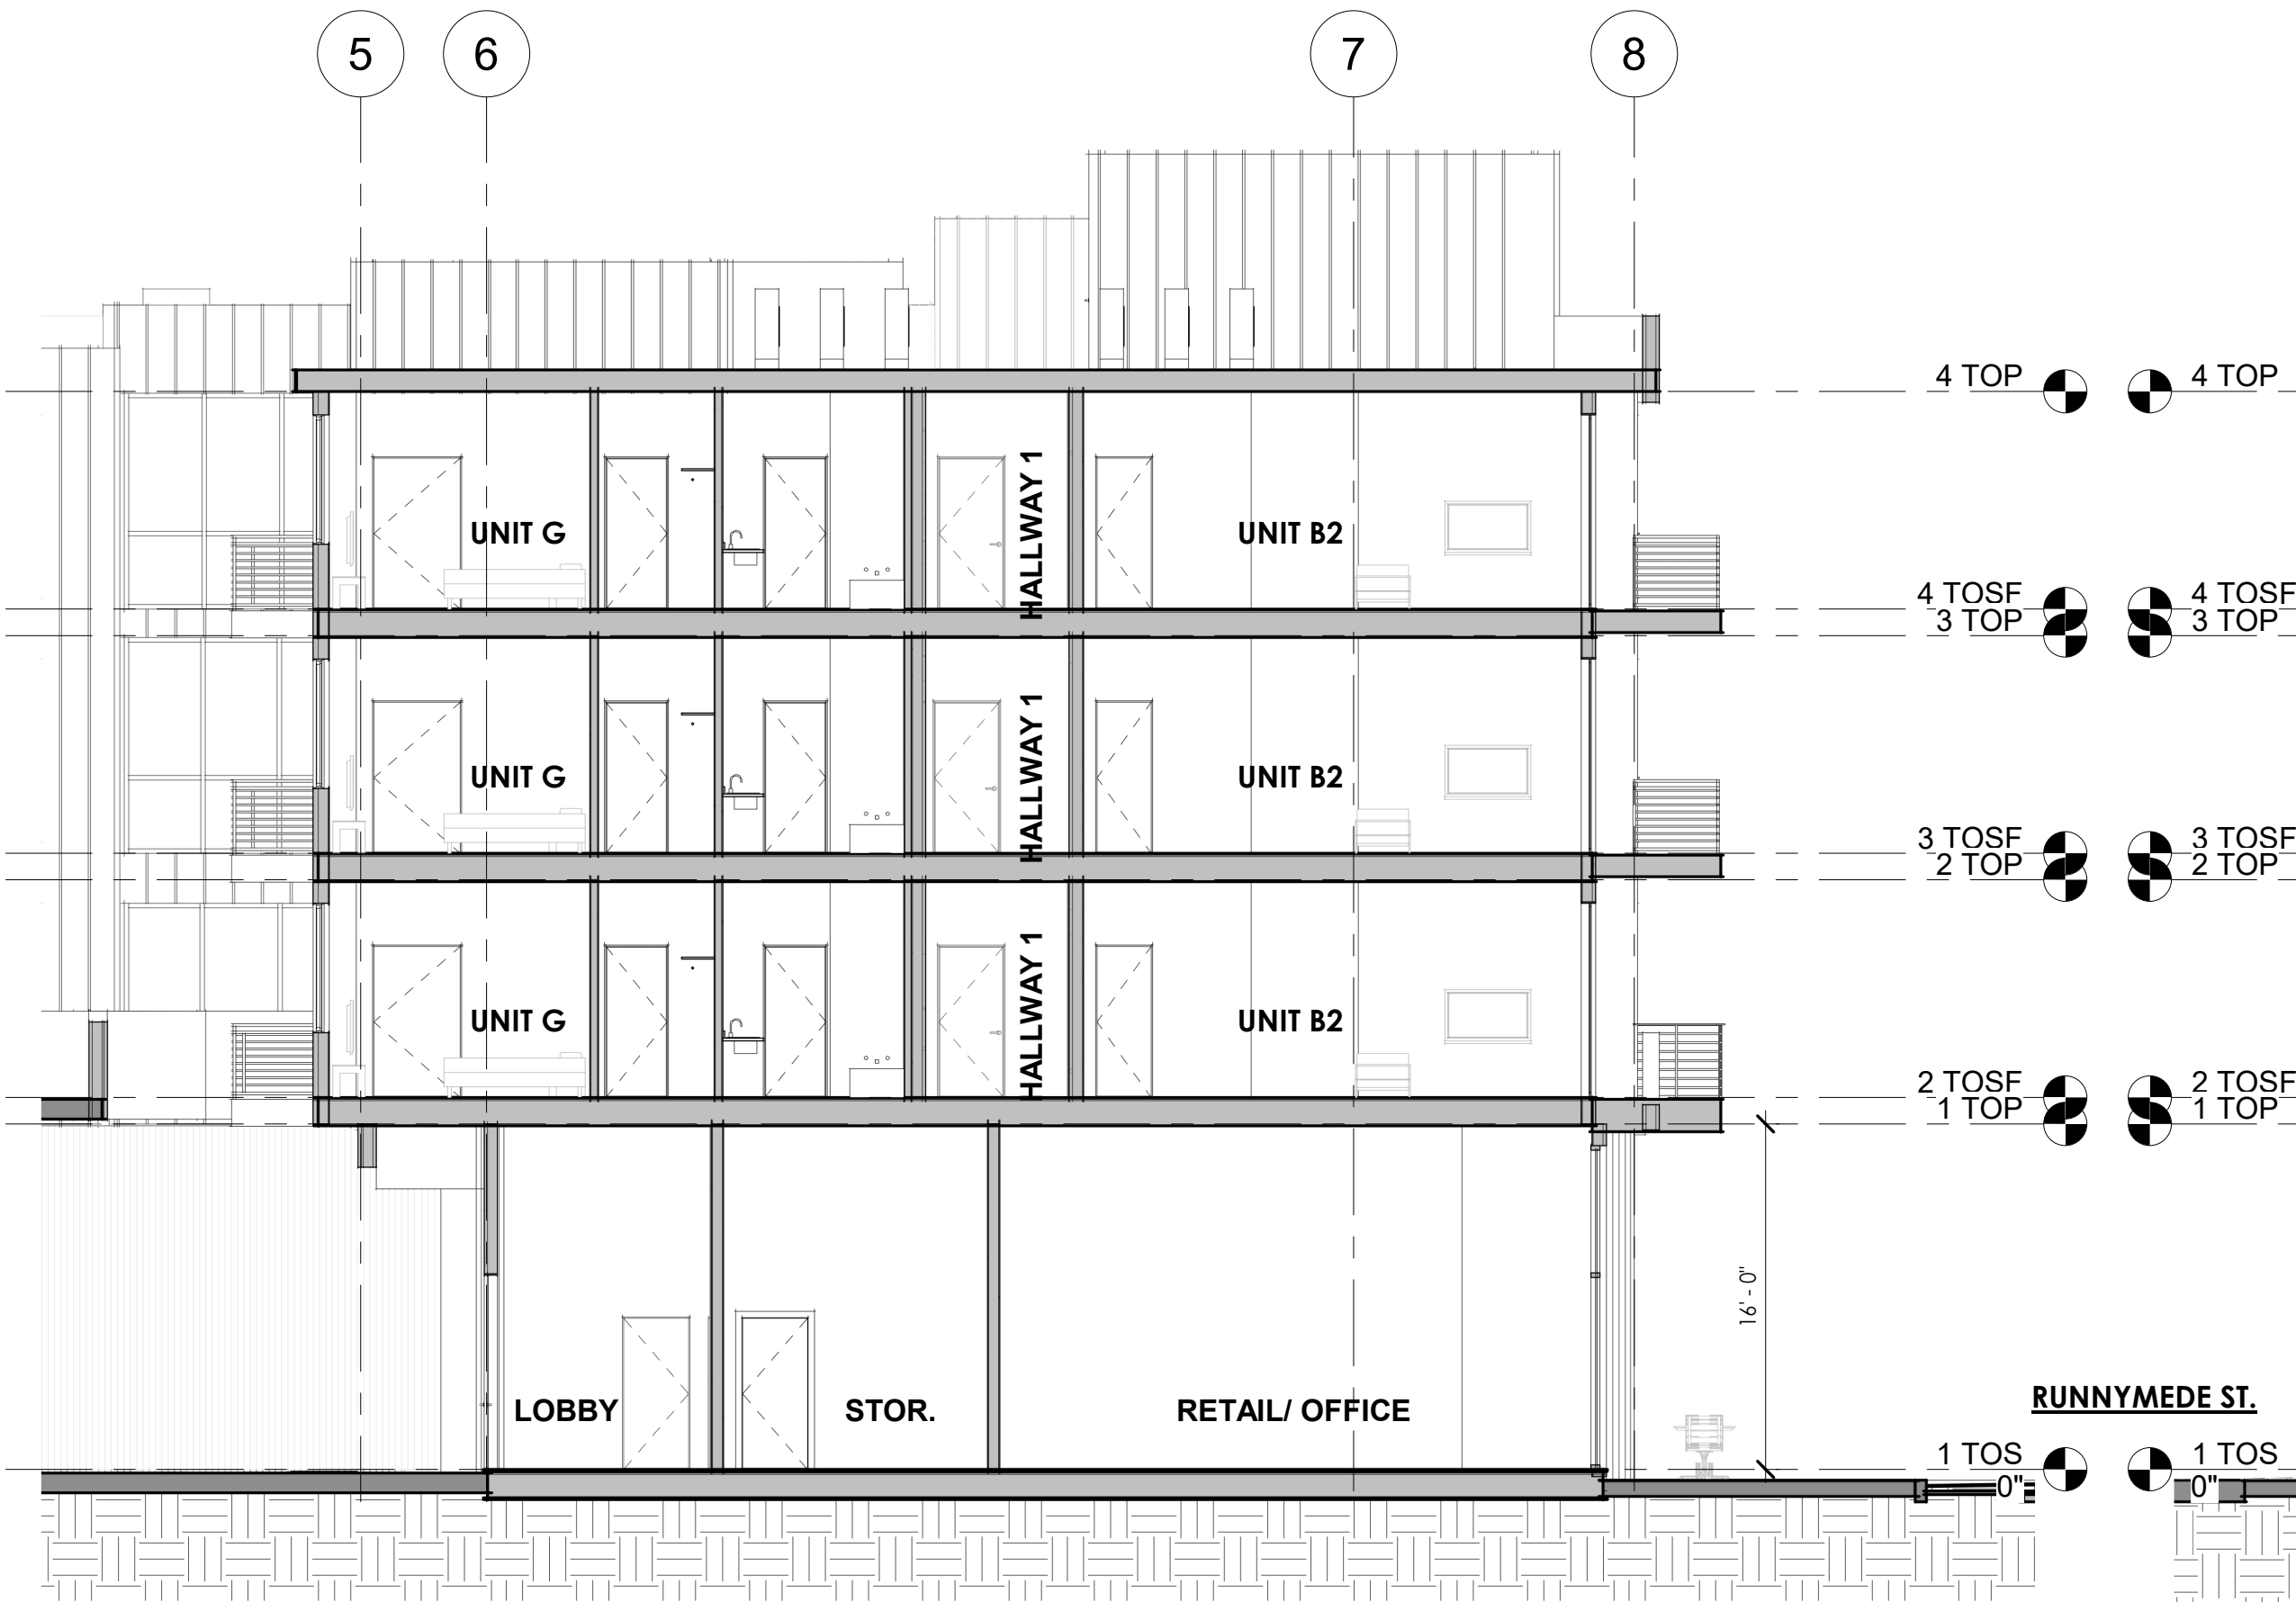 5
6
7
8
4 TOP
4 TOP
UNIT G
HALLWAY 1
UNIT B2
4 TOSF
4 TOSF
3 TOP
3 TOP
UNIT G
HALLWAY 1
UNIT B2
3 TOSF
3 TOSF
2 TOP
2 TOP
UNIT G
HALLWAY 1
UNIT B2
2 TOSF
2 TOSF
1 TOP
1 TOP
16' - 0"
LOBBY
STOR.
RETAIL/ OFFICE
RUNNYMEDE ST.
1 TOS
1 TOS
0"
0"